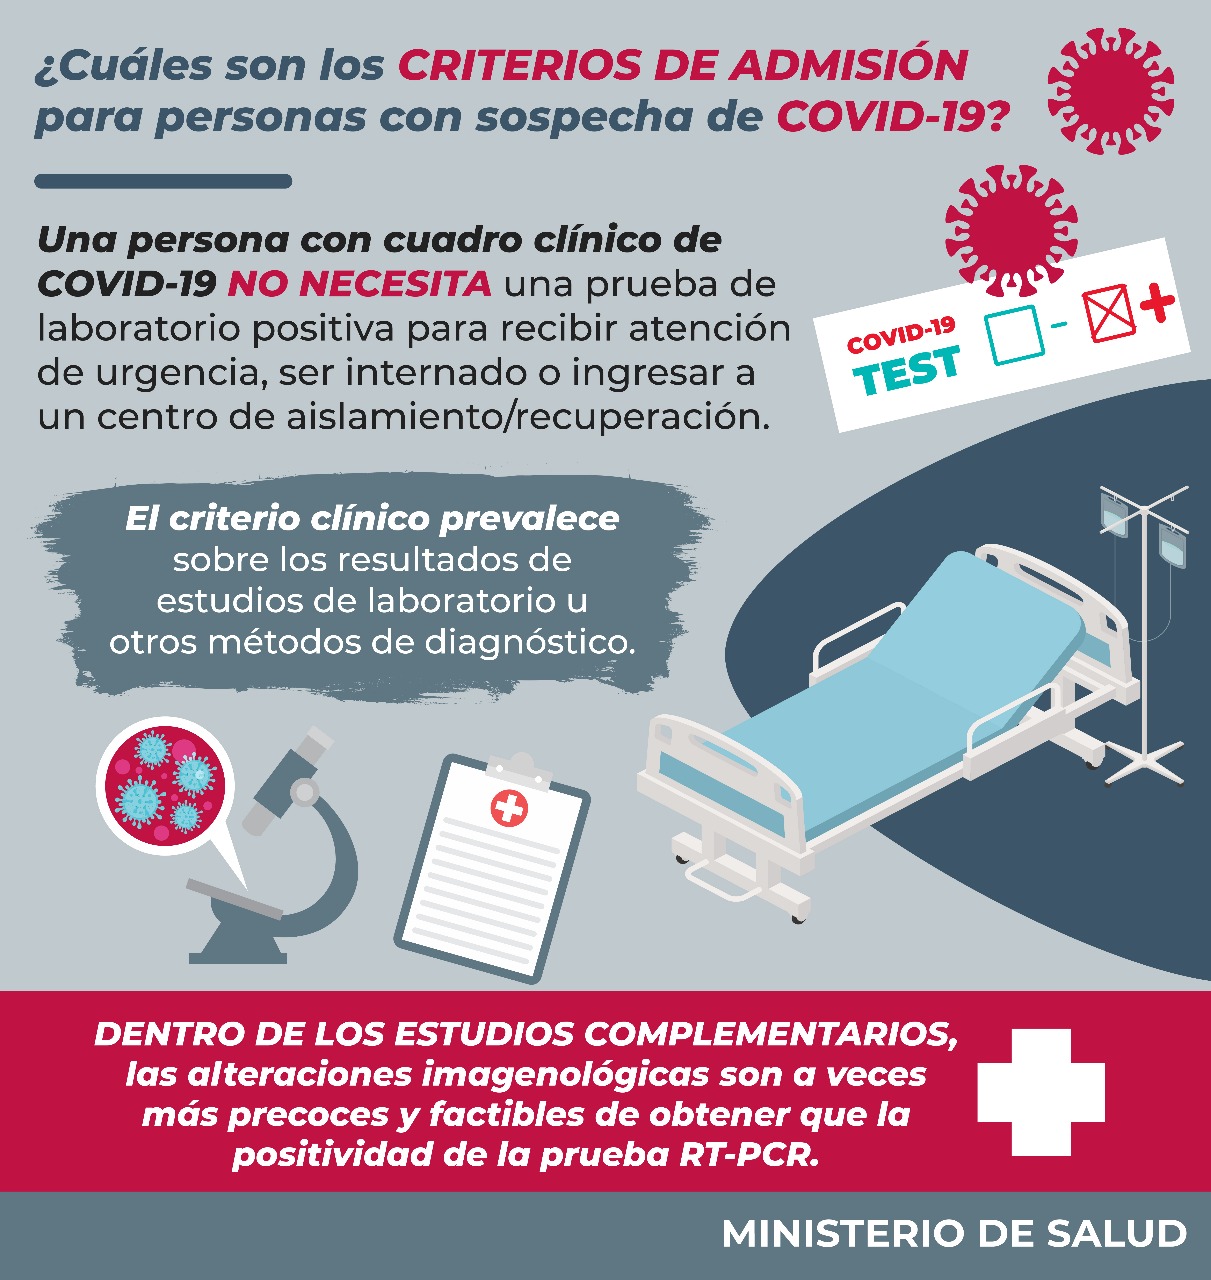 ¿Cuáles son los CRITERIOS DE ADMISIÓN
para personas con sospecha de COVID-19?
Una persona con cuadro clínico de
COVID-19 NO NECESITA una prueba de
laboratorio positiva para recibir atención
de urgencia, ser internado o ingresar a
un centro de aislamiento/recuperación.
COVID-19
TEST
- +
El criterio clínico prevalece
sobre los resultados de
estudios de laboratorio u
otros métodos de diagnóstico.
DENTRO DE LOS ESTUDIOS COMPLEMENTARIOS,
las alteraciones imagenológicas son a veces
más precoces y factibles de obtener que la
positividad de la prueba RT-PCR.
MINISTERIO DE SALUD